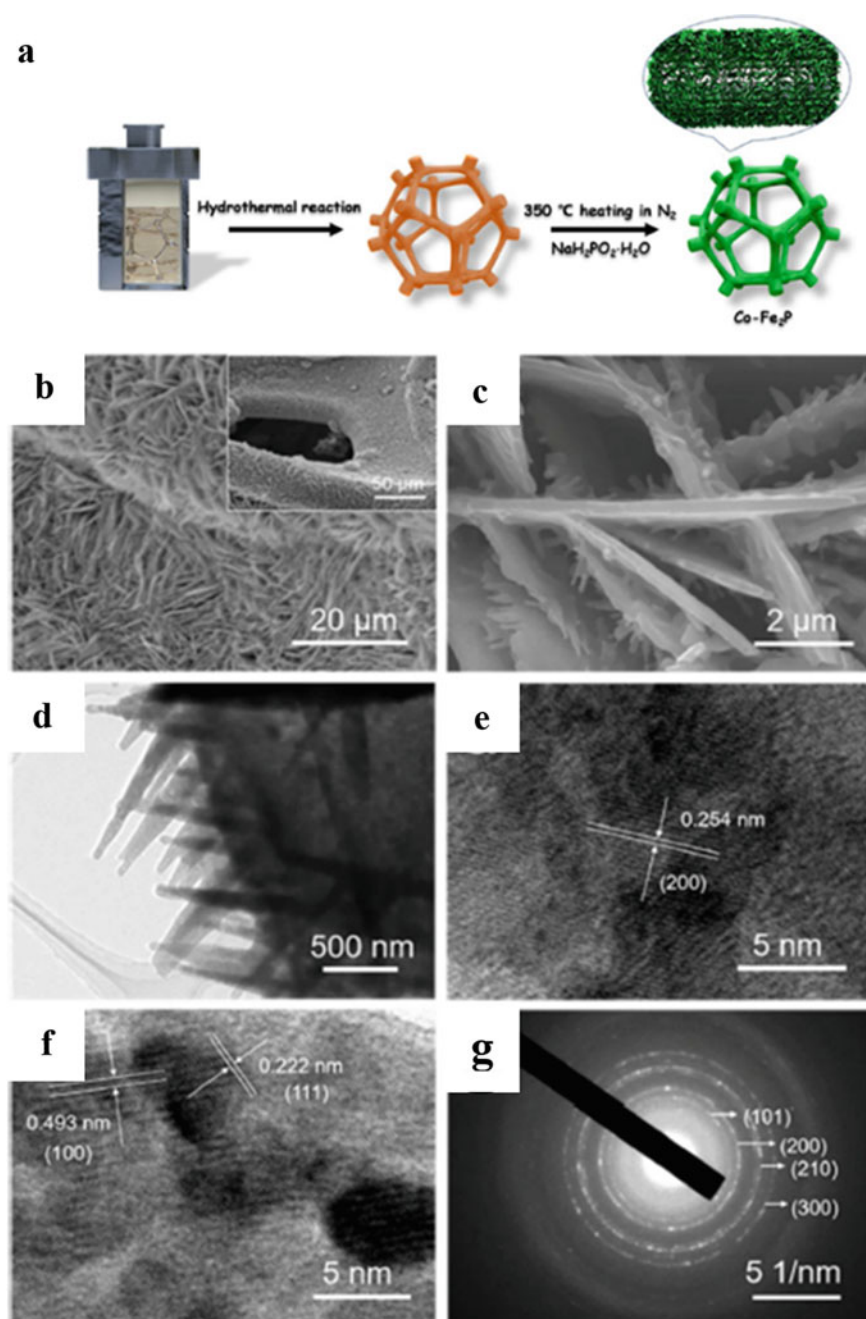 a
Hydrothermal reaction
350 °C heating in N₂
NaH₂PO₂·H₂O
Co-Fe₂P
b
50 µm
20 µm
c
2 µm
d
500 nm
e
0.254 nm
(200)
5 nm
f
0.222 nm
(111)
0.493 nm
(100)
5 nm
g
(101)
(200)
(210)
(300)
5 1/nm